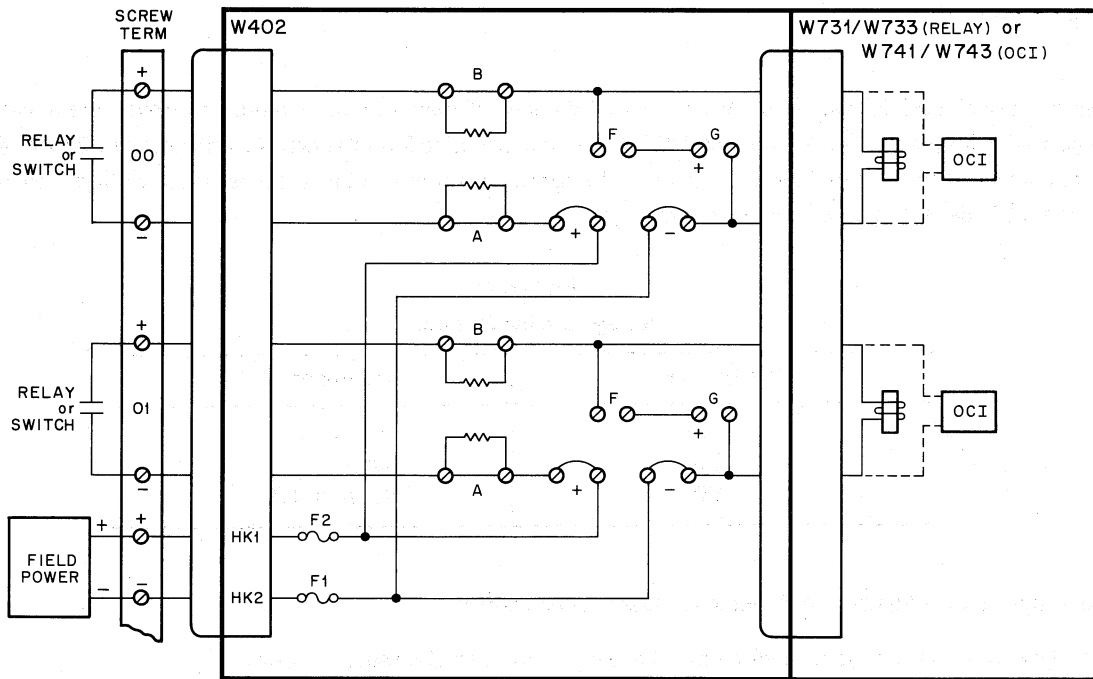 SCREW
TERM
W402
W731/W733 (RELAY) or
W741/W743 (OCI)
+
B
RELAY
or
SWITCH
00
F
G
+
OCI
−
A
+
−
+
B
RELAY
or
SWITCH
01
F
G
+
OCI
−
A
+
−
FIELD
POWER
+
+
HK1
F2
−
−
HK2
F1